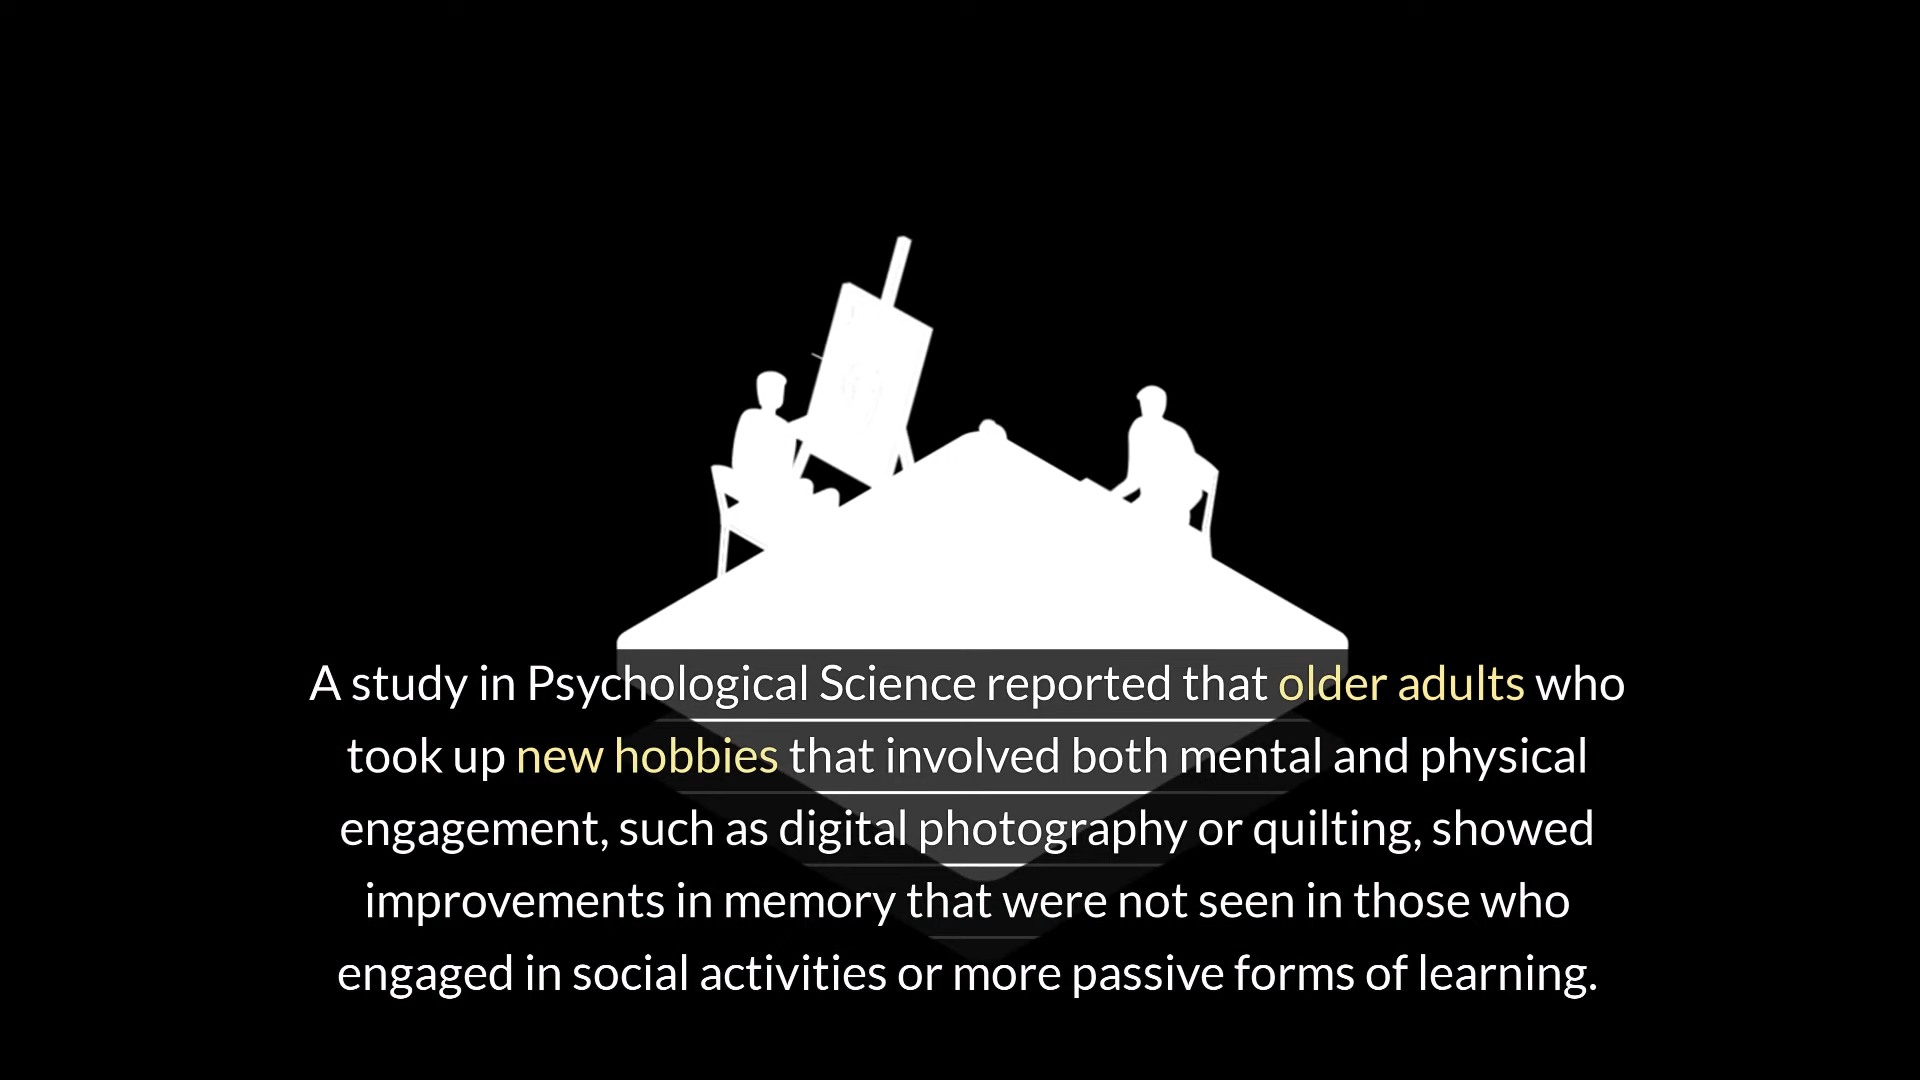 A study in Psychological Science reported that older adults who
took up new hobbies that involved both mental and physical
engagement, such as digital photography or quilting, showed
improvements in memory that were not seen in those who
engaged in social activities or more passive forms of learning.